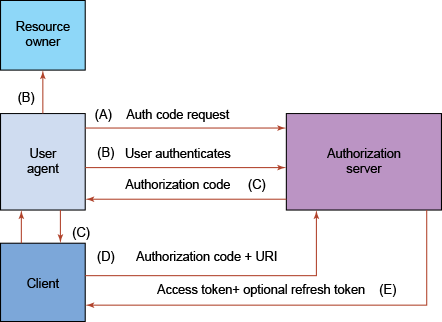 Resource
owner
(B)
(A) Auth code request
User
agent
(B) User authenticates
Authorization
server
Authorization code (C)
(C)
(D) Authorization code + URI
Client
Access token+ optional refresh token (E)